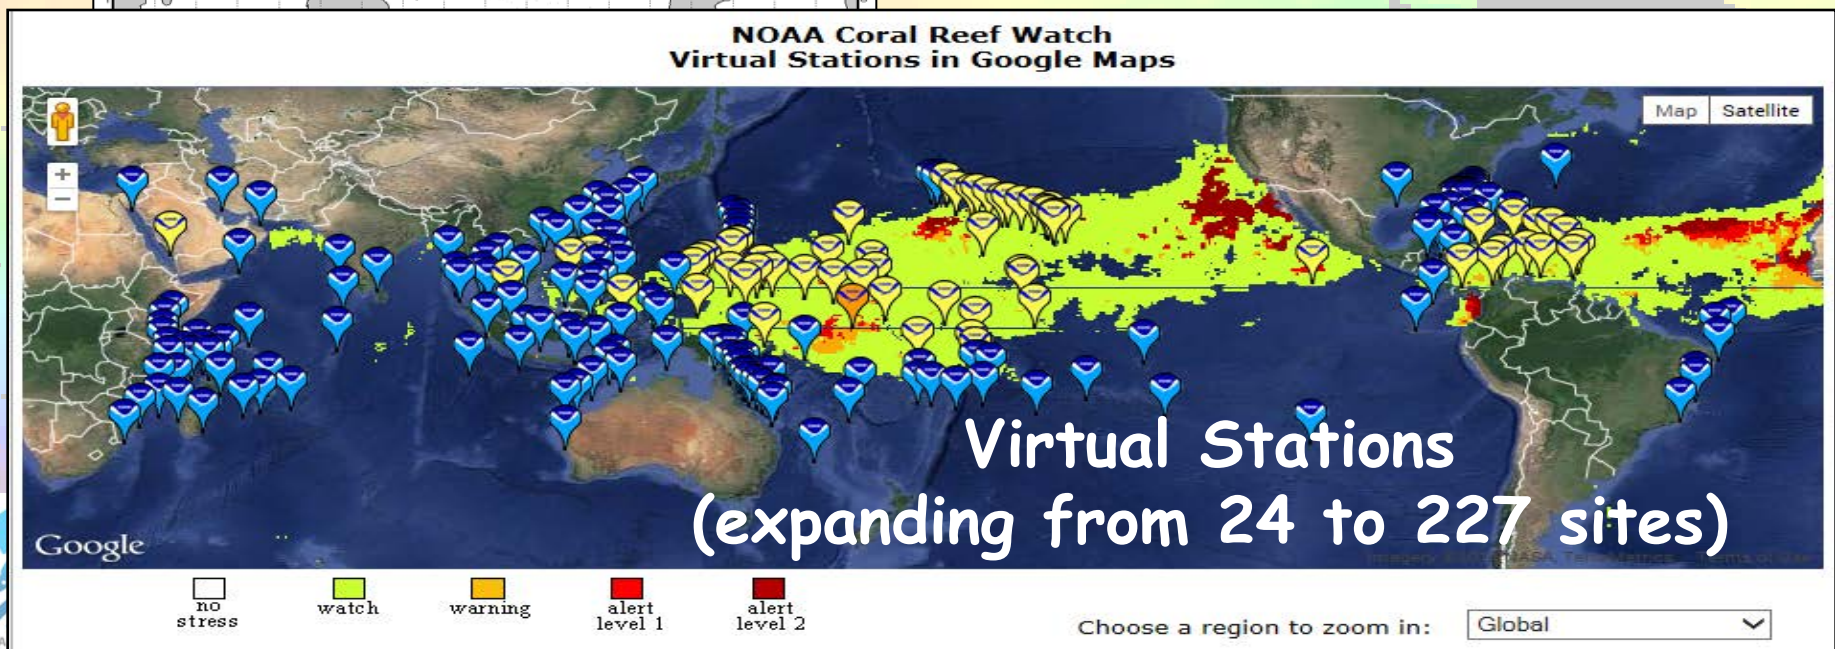 NOAA Coral Reef Watch
Virtual Stations in Google Maps
Map Satellite
+
−
Virtual Stations
(expanding from 24 to 227 sites)
Google
no stress
watch
warning
alert level 1
alert level 2
Choose a region to zoom in: Global